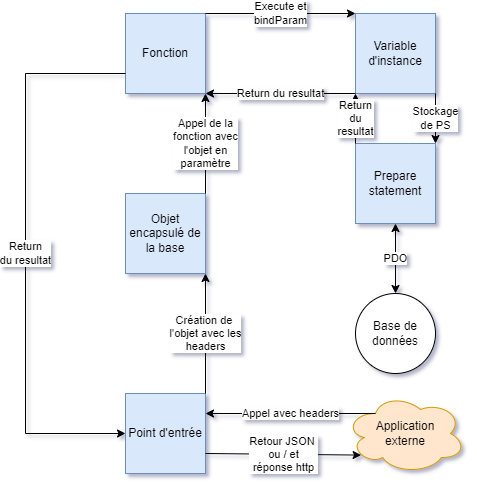 Execute et
bindParam
Fonction
Variable
d'instance
Return du resultat
Return
du
resultat
Stockage
de PS
Appel de la
fonction avec
l'objet en
paramètre
Prepare
statement
Objet
encapsulé de
la base
Return
du resultat
PDO
Création de
l'objet avec les
headers
Base de
données
Point d'entrée
Appel avec headers
Application
externe
Retour JSON
ou / et
réponse http